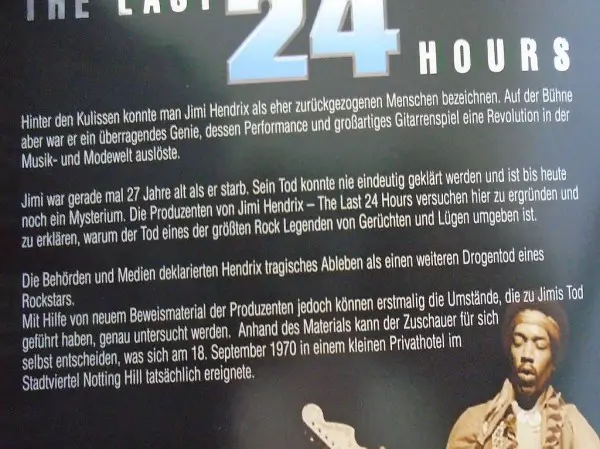 THE LAST
24
HOURS
Hinter den Kulissen konnte man Jimi Hendrix als eher zurückgezogenen Menschen bezeichnen. Auf der Bühne
aber war er ein überragendes Genie, dessen Performance und großartiges Gitarrenspiel eine Revolution in der
Musik- und Modewelt auslöste.
Jimi war gerade mal 27 Jahre alt als er starb. Sein Tod konnte nie eindeutig geklärt werden und ist bis heute
noch ein Mysterium. Die Produzenten von Jimi Hendrix – The Last 24 Hours versuchen hier zu ergründen und
zu erklären, warum der Tod eines der größten Rock Legenden von Gerüchten und Lügen umgeben ist.
Die Behörden und Medien deklarierten Hendrix tragisches Ableben als einen weiteren Drogentod eines
Rockstars.
Mit Hilfe von neuem Beweismaterial der Produzenten jedoch können erstmalig die Umstände, die zu Jimis Tod
geführt haben, genau untersucht werden. Anhand des Materials kann der Zuschauer für sich
selbst entscheiden, was sich am 18. September 1970 in einem kleinen Privathotel im
Stadtviertel Notting Hill tatsächlich ereignete.